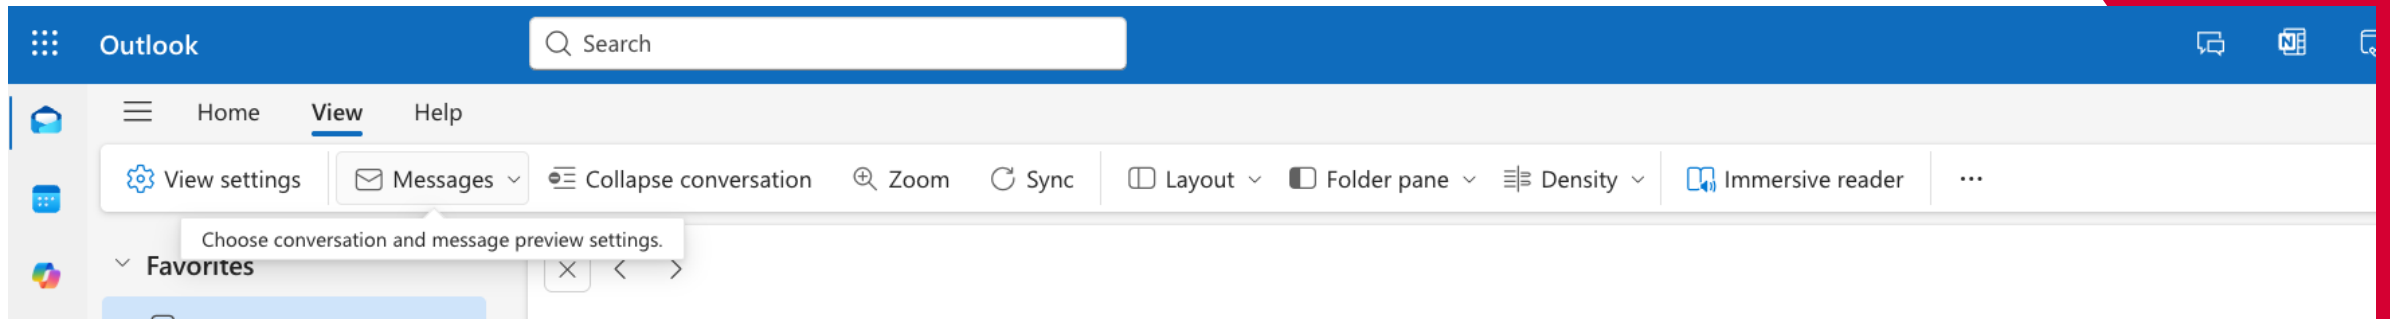 Outlook
Search
Home View Help
View settings Messages Collapse conversation Zoom Sync Layout Folder pane Density Immersive reader ...
Choose conversation and message preview settings.
Favorites